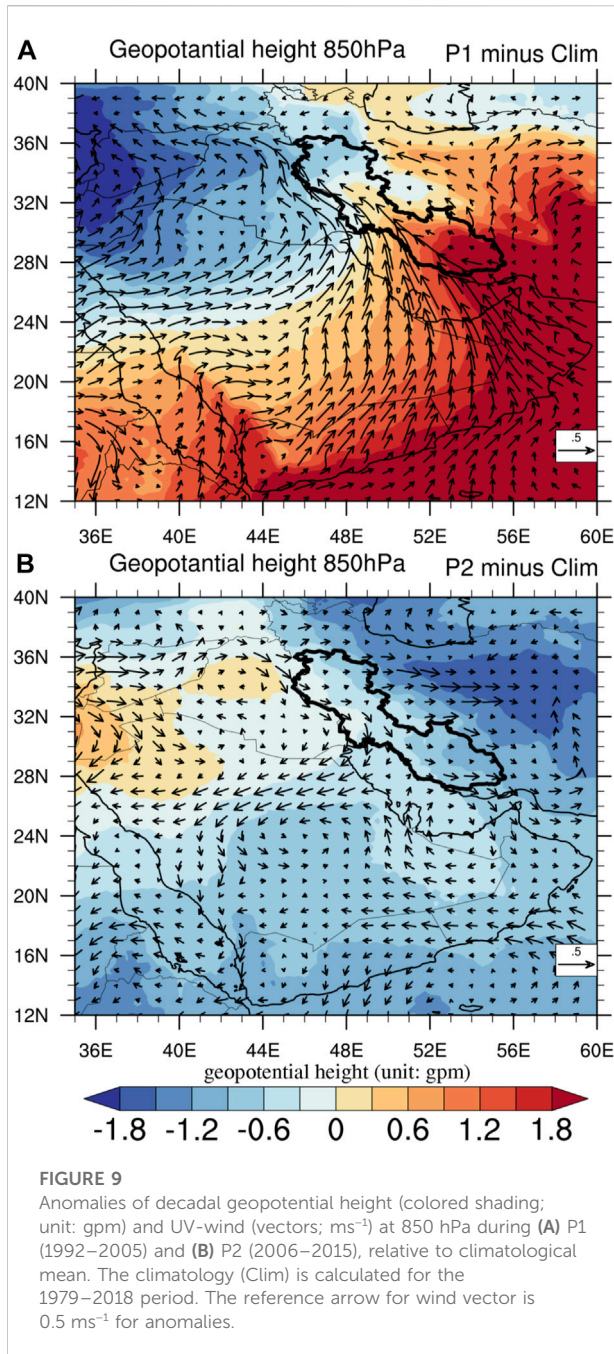 A
Geopotantial height 850hPa P1 minus Clim
40N
36N
32N
28N
24N
20N
16N
12N
.5
36E 40E 44E 48E 52E 56E 60E
B
Geopotantial height 850hPa P2 minus Clim
40N
36N
32N
28N
24N
20N
16N
12N
.5
36E 40E 44E 48E 52E 56E 60E
geopotential height (unit: gpm)
-1.8 -1.2 -0.6 0 0.6 1.2 1.8
FIGURE 9
Anomalies of decadal geopotential height (colored shading;
unit: gpm) and UV-wind (vectors; ms⁻¹) at 850 hPa during (A) P1
(1992–2005) and (B) P2 (2006–2015), relative to climatological
mean. The climatology (Clim) is calculated for the
1979–2018 period. The reference arrow for wind vector is
0.5 ms⁻¹ for anomalies.